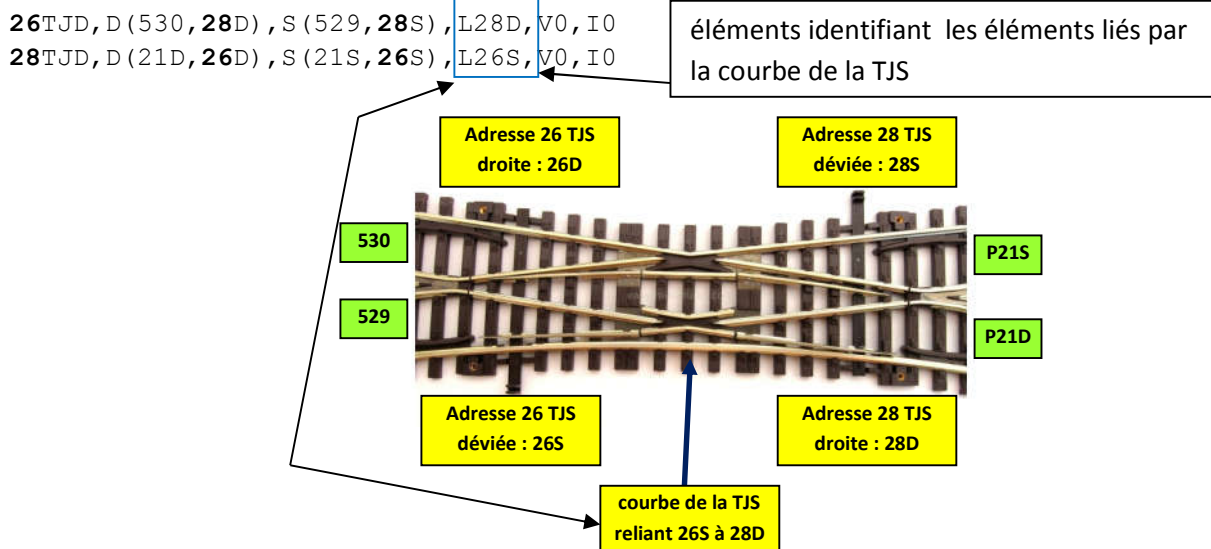 26TJD,D(530,28D),S(529,28S),L28D,V0,I0
28TJD,D(21D,26D),S(21S,26S),L26S,V0,I0
éléments identifiant les éléments liés par
la courbe de la TJS
Adresse 26 TJS
droite : 26D
Adresse 28 TJS
déviée : 28S
530
P21S
529
P21D
Adresse 26 TJS
déviée : 26S
Adresse 28 TJS
droite : 28D
courbe de la TJS
reliant 26S à 28D